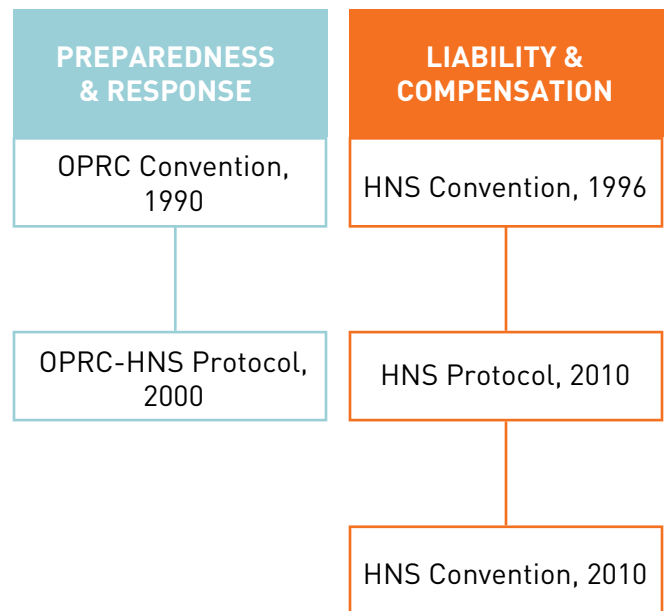 PREPAREDNESS
& RESPONSE
OPRC Convention,
1990
OPRC-HNS Protocol,
2000
LIABILITY &
COMPENSATION
HNS Convention, 1996
HNS Protocol, 2010
HNS Convention, 2010